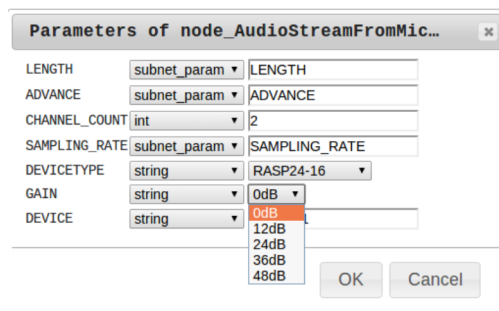 Parameters of node_AudioStreamFromMic…
LENGTH subnet_param LENGTH
ADVANCE subnet_param ADVANCE
CHANNEL_COUNT int 2
SAMPLING_RATE subnet_param SAMPLING_RATE
DEVICETYPE string RASP24-16
GAIN string 0dB
DEVICE string
0dB
12dB
24dB
36dB
48dB
OK Cancel